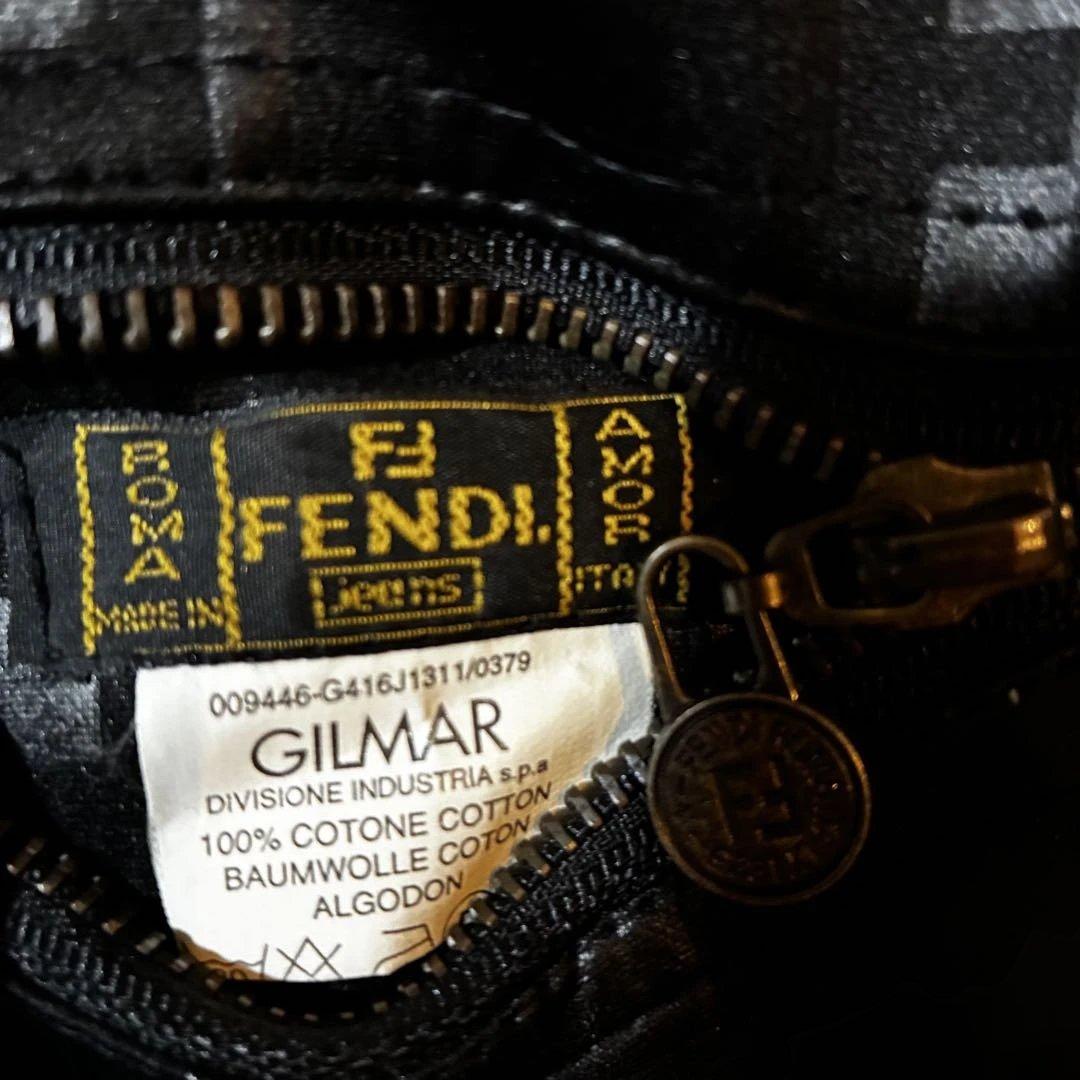 ROMA
MADE IN
FF
FENDI.
Jeans
AMOR
ITALY
009446-G416J1311/0379
GILMAR
DIVISIONE INDUSTRIA s.p.a
100% COTONE COTTON
BAUMWOLLE COTON
ALGODON